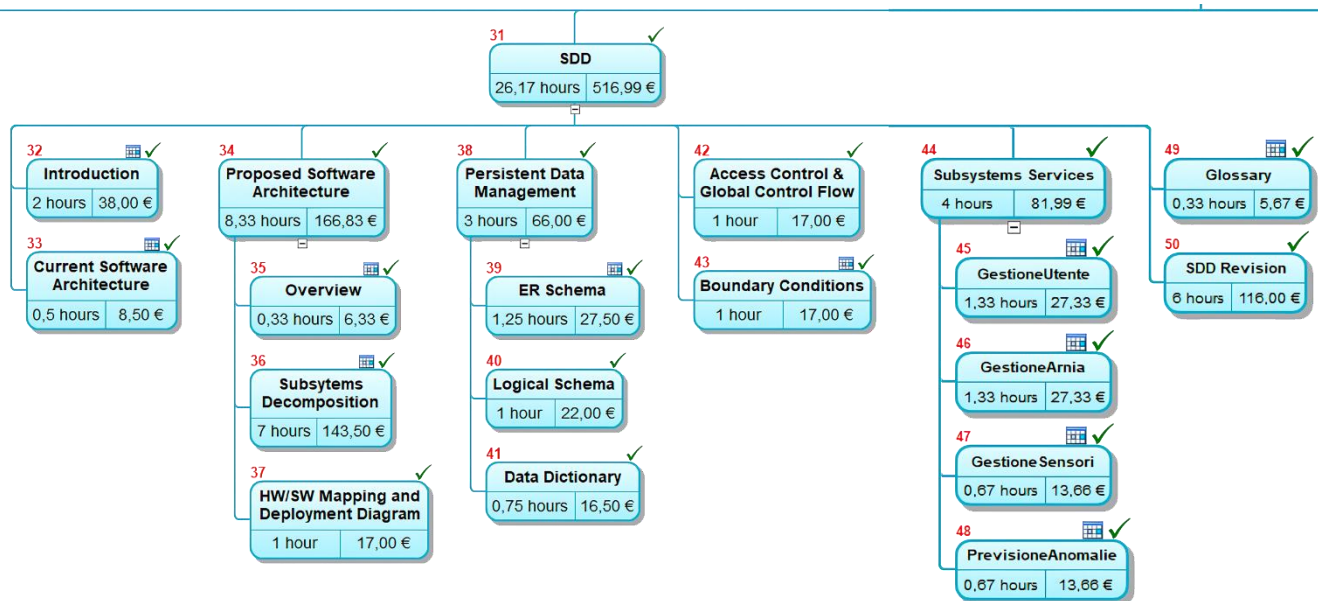 31
SDD
26,17 hours 516,99 €
32
Introduction
2 hours 38,00 €
33
Current Software
Architecture
0,5 hours 8,50 €
34
Proposed Software
Architecture
8,33 hours 166,83 €
35
Overview
0,33 hours 6,33 €
36
Subsytems
Decomposition
7 hours 143,50 €
37
HW/SW Mapping and
Deployment Diagram
1 hour 17,00 €
38
Persistent Data
Management
3 hours 66,00 €
39
ER Schema
1,25 hours 27,50 €
40
Logical Schema
1 hour 22,00 €
41
Data Dictionary
0,75 hours 16,50 €
42
Access Control &
Global Control Flow
1 hour 17,00 €
43
Boundary Conditions
1 hour 17,00 €
44
Subsystems Services
4 hours 81,99 €
45
GestioneUtente
1,33 hours 27,33 €
46
GestioneArnia
1,33 hours 27,33 €
47
GestioneSensori
0,67 hours 13,66 €
48
PrevisioneAnomalie
0,67 hours 13,66 €
49
Glossary
0,33 hours 5,67 €
50
SDD Revision
6 hours 116,00 €